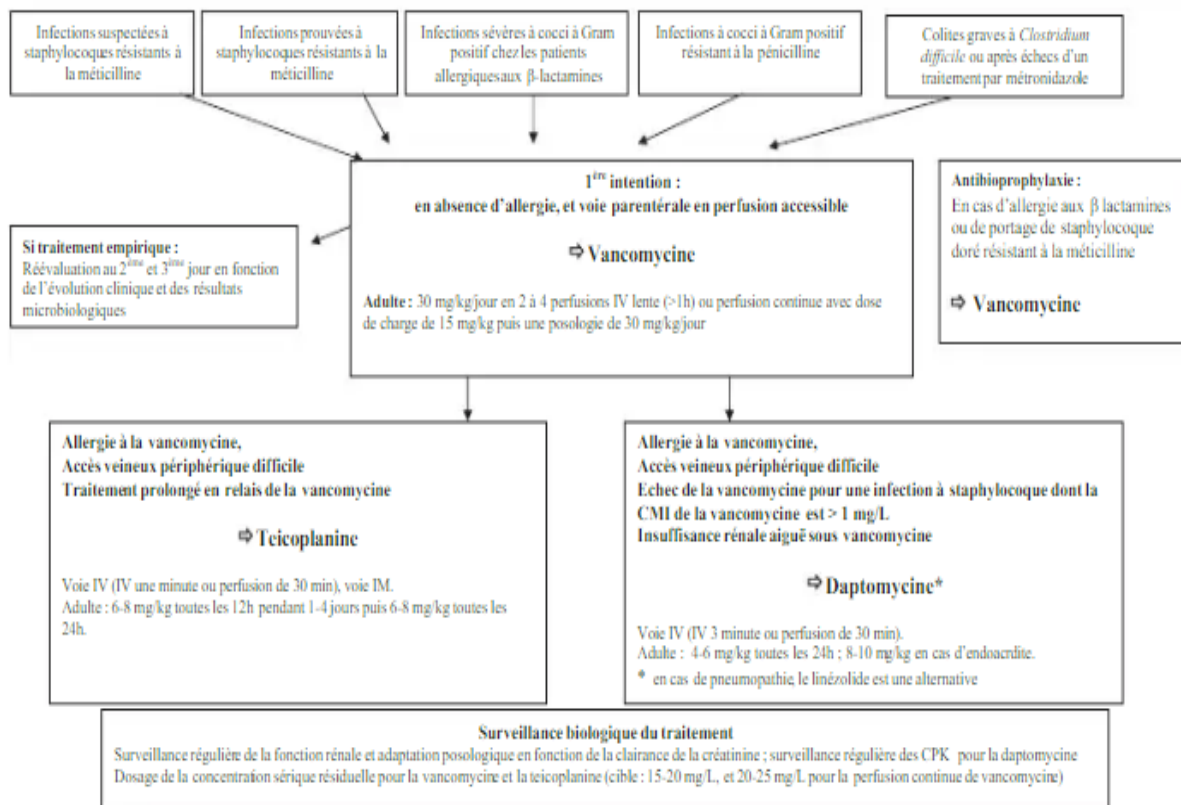 Infections suspectées à
staphylocoques résistants à
la méticilline
Infections prouvées à
staphylocoques résistants à la
méticilline
Infections sévères à cocci à Gram
positif chez les patients
allergiques aux β-lactamines
Infections à cocci à Gram positif
résistant à la pénicilline
Colites graves à Clostridium
difficile ou après échecs d'un
traitement par métronidazole
1ère intention :
en absence d'allergie, et voie parentérale en perfusion accessible
⇨ Vancomycine
Adulte : 30 mg/kg/jour en 2 à 4 perfusions IV lente (>1h) ou perfusion continue avec dose
de charge de 15 mg/kg puis une posologie de 30 mg/kg/jour
Antibioprophylaxie :
En cas d'allergie aux β lactamines
ou de portage de staphylocoque
doré résistant à la méticilline
⇨ Vancomycine
Si traitement empirique :
Réévaluation au 2ème et 3ème jour en fonction
de l'évolution clinique et des résultats
microbiologiques
Allergie à la vancomycine,
Accès veineux périphérique difficile
Traitement prolongé en relais de la vancomycine
⇨ Teicoplanine
Voie IV (IV une minute ou perfusion de 30 min), voie IM.
Adulte : 6-8 mg/kg toutes les 12h pendant 1-4 jours puis 6-8 mg/kg toutes les
24h.
Allergie à la vancomycine,
Accès veineux périphérique difficile
Echec de la vancomycine pour une infection à staphylocoque dont la
CMI de la vancomycine est > 1 mg/L
Insuffisance rénale aiguë sous vancomycine
⇨ Daptomycine*
Voie IV (IV 3 minute ou perfusion de 30 min).
Adulte : 4-6 mg/kg toutes les 24h ; 8-10 mg/kg en cas d'endoacrdite.
* en cas de pneumopathie, le linézolide est une alternative
Surveillance biologique du traitement
Surveillance régulière de la fonction rénale et adaptation posologique en fonction de la clairance de la créatinine ; surveillance régulière des CPK pour la daptomycine
Dosage de la concentration sérique résiduelle pour la vancomycine et la teicoplanine (cible : 15-20 mg/L, et 20-25 mg/L pour la perfusion continue de vancomycine)